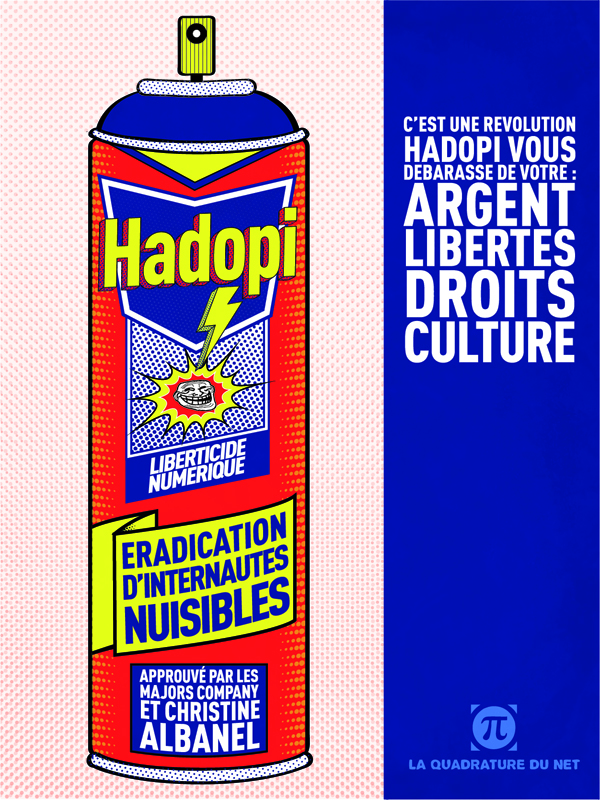 Hadopi
LIBERTICIDE
NUMERIQUE
ERADICATION
D'INTERNAUTES
NUISIBLES
APPROUVÉ PAR LES
MAJORS COMPANY
ET CHRISTINE
ALBANEL
C'EST UNE REVOLUTION
HADOPI VOUS
DEBARASSE DE VOTRE :
ARGENT
LIBERTES
DROITS
CULTURE
π
LA QUADRATURE DU NET